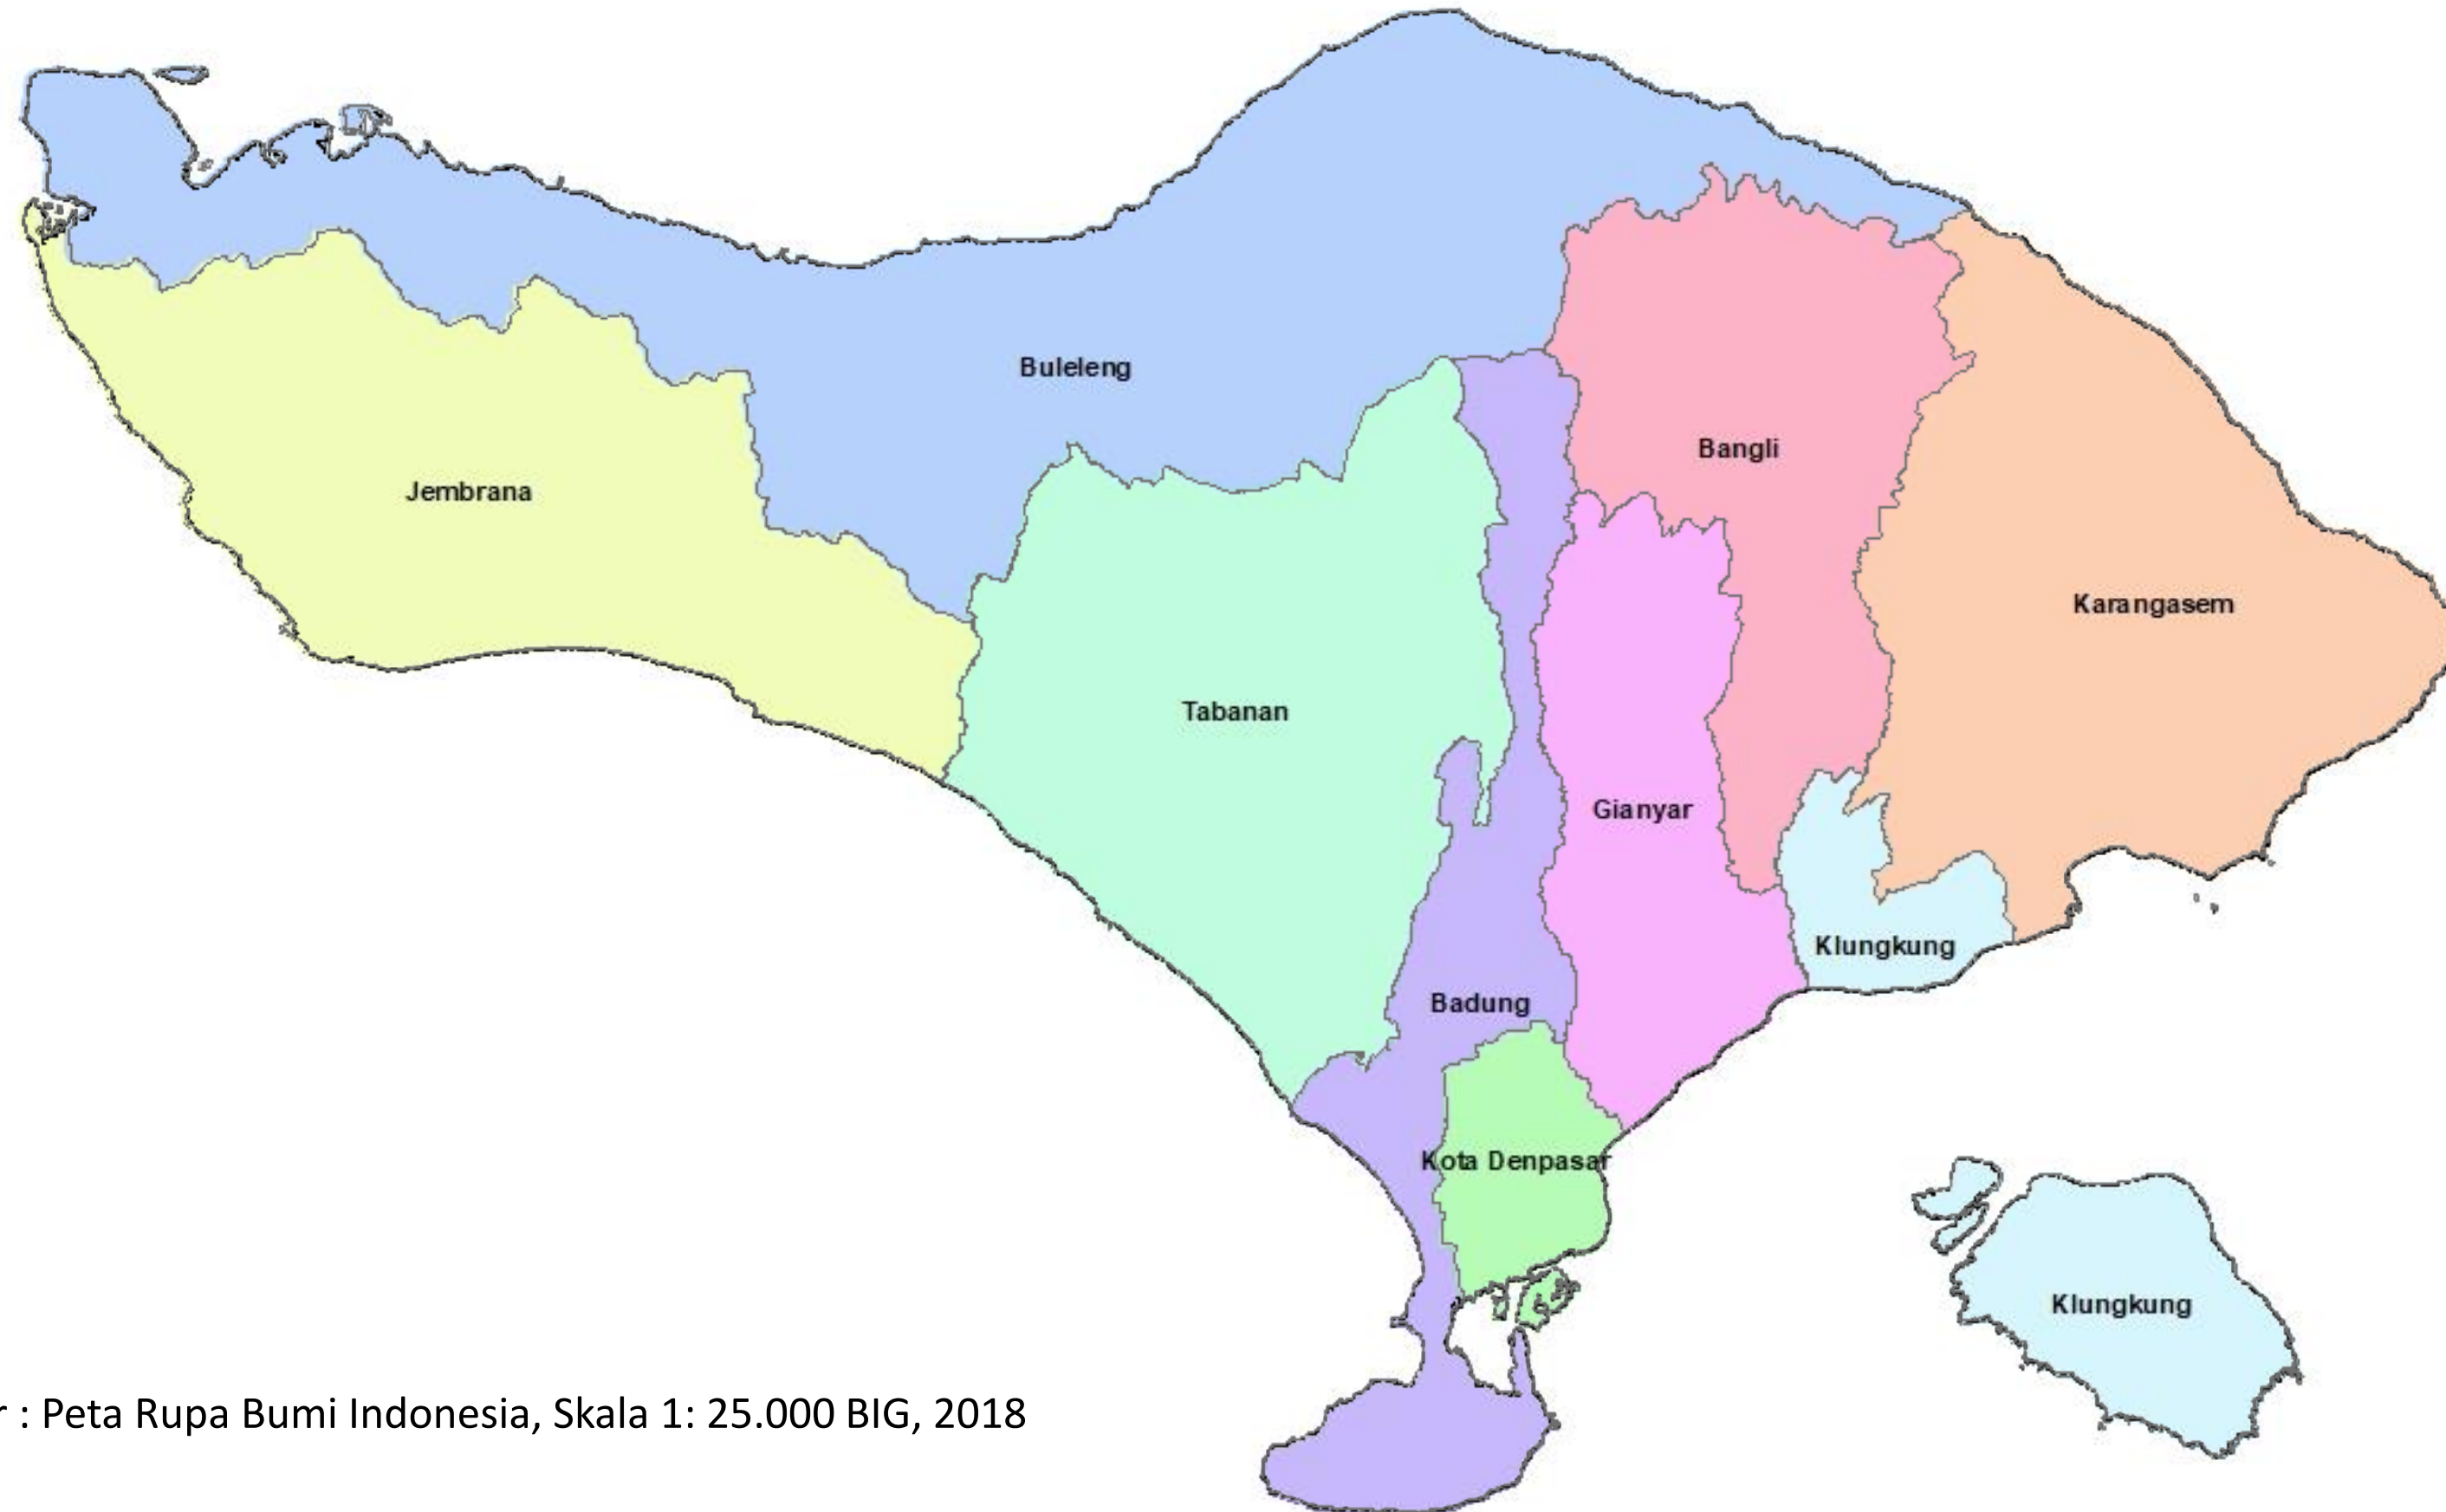 Buleleng
Bangli
Jembrana
Karangasem
Tabanan
Gianyar
Klungkung
Badung
Kota Denpasar
Klungkung
: Peta Rupa Bumi Indonesia, Skala 1: 25.000 BIG, 2018